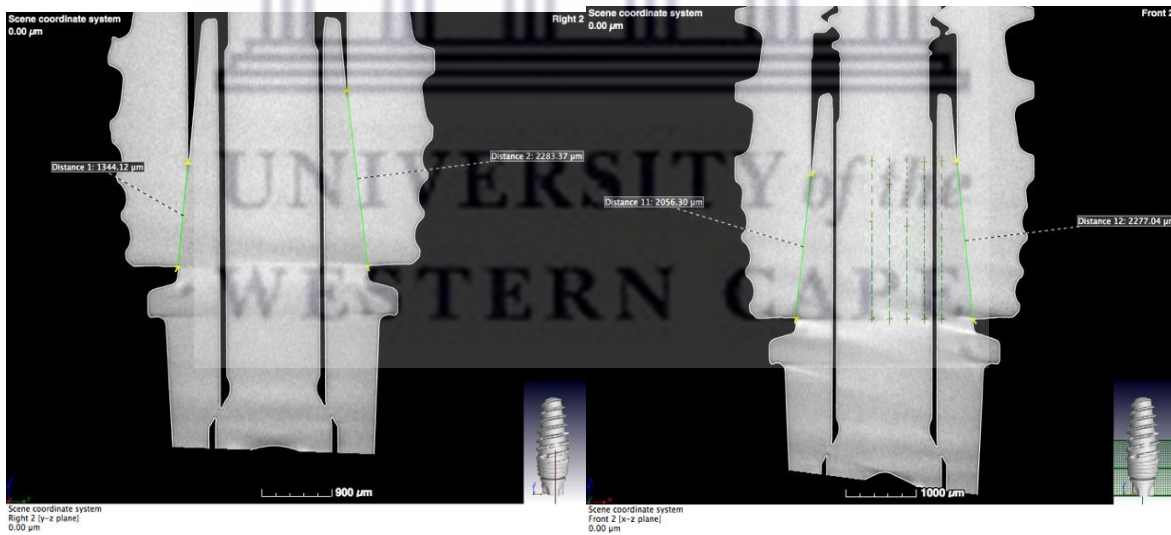 Scene coordinate system
0.00 µm
Right 2
Distance 1: 1344.12 µm
Distance 2: 2283.37 µm
900 µm
Scene coordinate system
Right 2 [y-z plane]
0.00 µm
Scene coordinate system
0.00 µm
Front 2
Distance 11: 2056.30 µm
Distance 12: 2277.04 µm
1000 µm
Scene coordinate system
Front 2 [x-z plane]
0.00 µm
UNIVERSITY of the
WESTERN CAPE